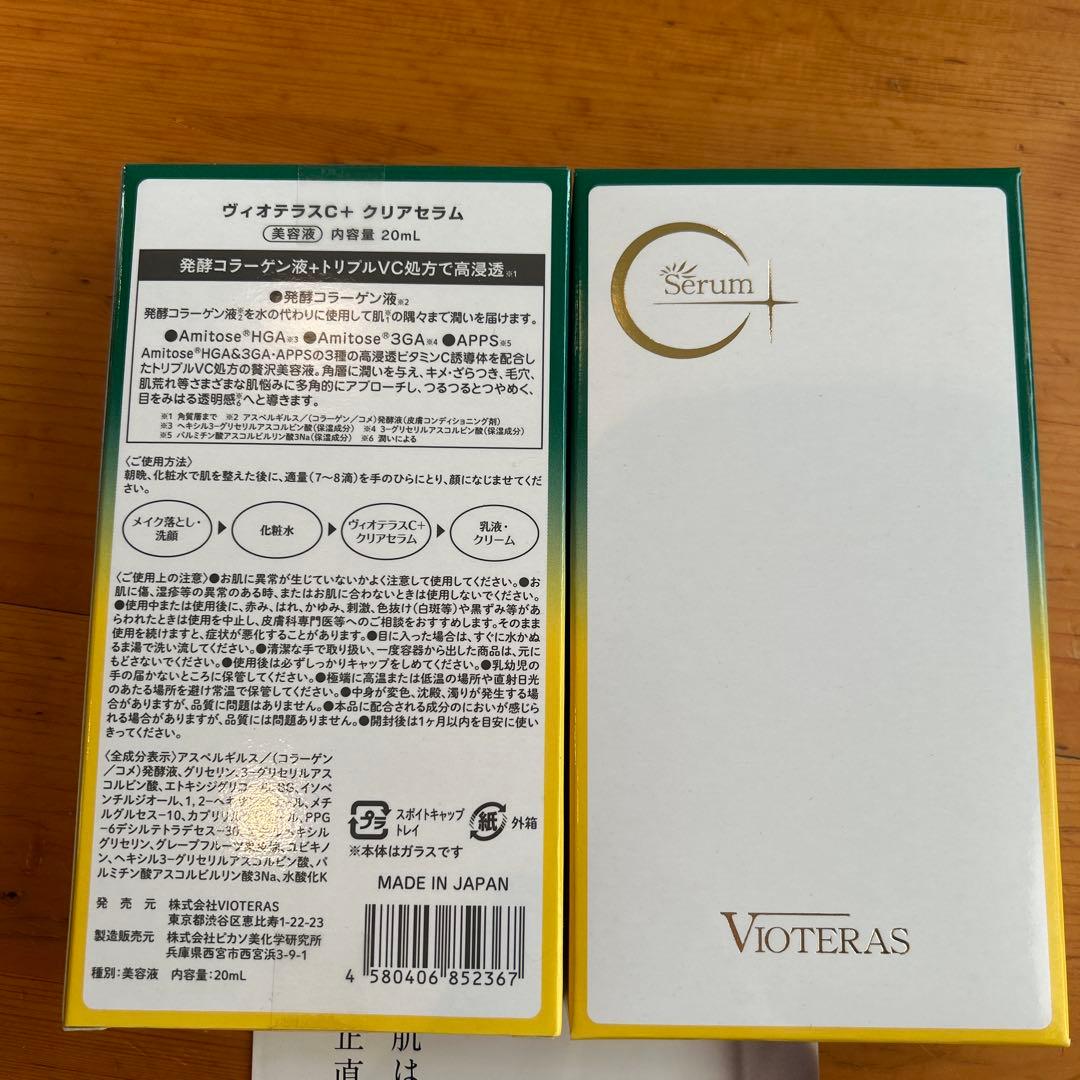 ヴィオテラスC+ クリアセラム
美容液 内容量 20mL
発酵コラーゲン液+トリプルVC処方で高浸透※1
●発酵コラーゲン液※2
発酵コラーゲン液※2を水の代わりに使用して肌※1の隅々まで潤いを届けます。
●Amitose®HGA※3 ●Amitose®3GA※4 ●APPS※5
Amitose®HGA&3GA・APPSの3種の高浸透ビタミンC誘導体を配合し
たトリプルVC処方の贅沢美容液。角層に潤いを与え、キメ・ざらつき、毛穴、
肌荒れ等さまざまな肌悩みに多角的にアプローチし、つるつるとつやめく、
目をみはる透明感※6へと導きます。
※1 角質層まで ※2 アスペルギルス/(コラーゲン/コメ)発酵液(皮膚コンディショニング剤)
※3 ヘキシル3-グリセリルアスコルビン酸(保湿成分) ※4 3-グリセリルアスコルビン酸(保湿成分)
※5 パルミチン酸アスコルビルリン酸3Na(保湿成分) ※6 潤いによる
〈ご使用方法〉
朝晩、化粧水で肌を整えた後に、適量(7〜8滴)を手のひらにとり、顔になじませてくだ
さい。
メイク落とし・
洗顔
化粧水
ヴィオテラスC+
クリアセラム
乳液・
クリーム
〈ご使用上の注意〉●お肌に異常が生じていないかよく注意して使用してください。●お
肌に傷、湿疹等の異常のある時、またはお肌に合わないときは使用しないでください。
●使用中または使用後に、赤み、はれ、かゆみ、刺激、色抜け(白斑等)や黒ずみ等があ
らわれたときは使用を中止し、皮膚科専門医等へのご相談をおすすめします。そのまま
使用を続けますと、症状が悪化することがあります。●目に入った場合は、すぐに水かぬ
るま湯で洗い流してください。●清潔な手で取り扱い、一度容器から出した商品は、元に
もどさないでください。●使用後は必ずしっかりキャップをしめてください。●乳幼児の
手の届かないところに保管してください。●極端に高温または低温の場所や直射日光
のあたる場所を避け常温で保管してください。●中身が変色、沈殿、濁りが発生する場
合がありますが、品質に問題はありません。●本品に配合される成分のにおいが感じら
れる場合がありますが、品質には問題ありません。●開封後は1ヶ月以内を目安に使い
きってください。
〈全成分表示〉アスペルギルス/(コラーゲン
/コメ)発酵液、グリセリン、3-グリセリルアス
コルビン酸、エトキシジグリコール、BG、イソペ
ンチルジオール、1,2-ヘキサンジオール、メチ
ルグルセス-10、カプリリルグリコール、PPG
-6デシルテトラデセス-30、
グリセリン、グレープフルーツ果皮油、ユビキノ
ン、ヘキシル3-グリセリルアスコルビン酸、パ
ルミチン酸アスコルビルリン酸3Na、水酸化K
プラ
スポイトキャップ
トレイ
紙
外箱
※本体はガラスです
MADE IN JAPAN
発売元 株式会社VIOTERAS
東京都渋谷区恵比寿1-22-23
製造販売元 株式会社ピカソ美化学研究所
兵庫県西宮市西宮浜3-9-1
種別:美容液 内容量:20mL
4 580406 852367
Serum
C+
VIOTERAS
肌は
正直